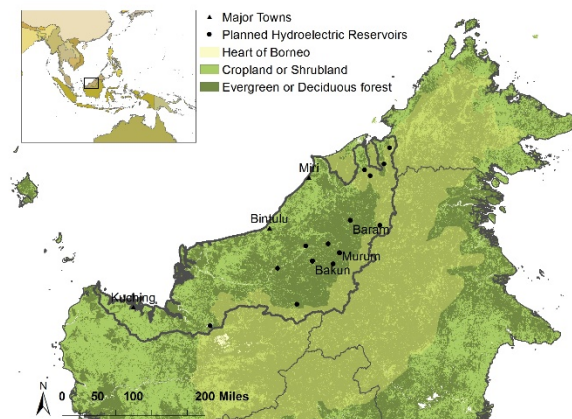 Major Towns
Planned Hydroelectric Reservoirs
Heart of Borneo
Cropland or Shrubland
Evergreen or Deciduous forest
Miri
Bintulu
Baram
Murum
Bakun
Kuching
N
0 50 100 200 Miles